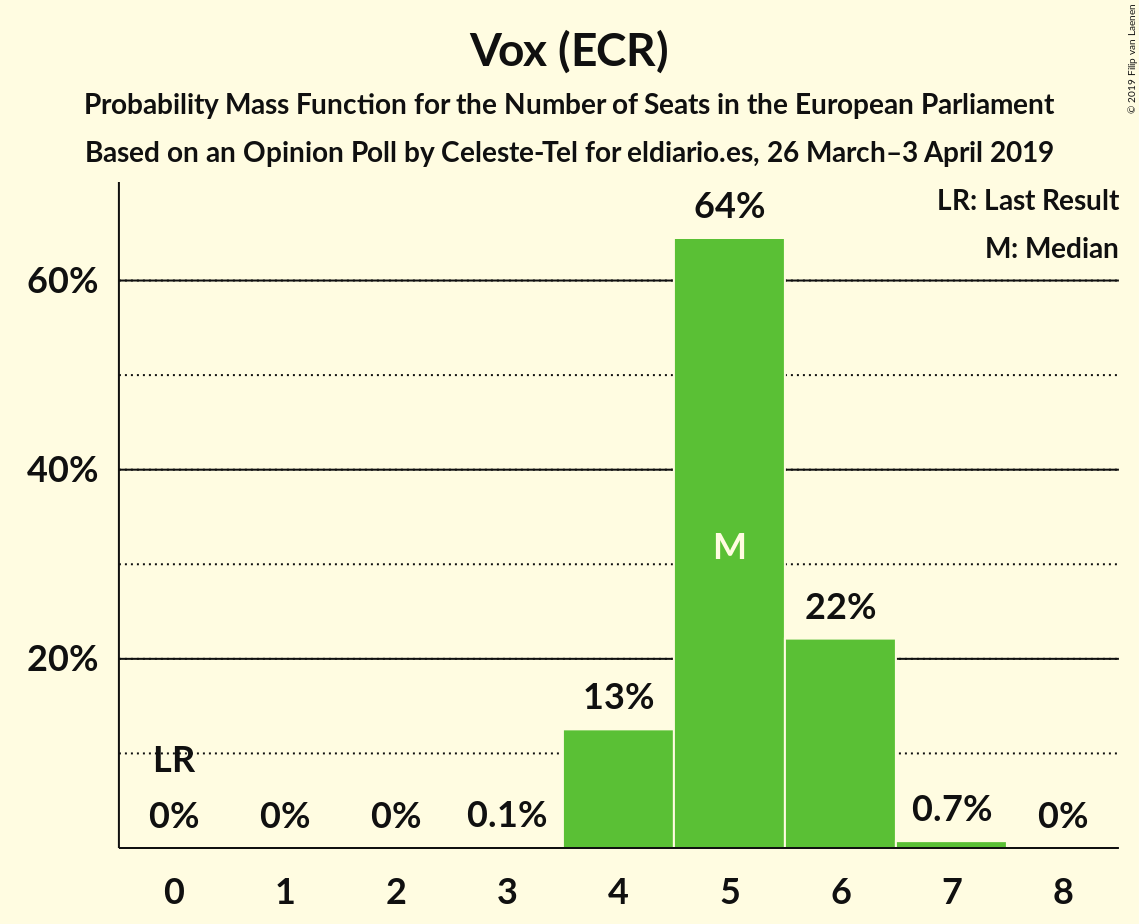 Vox (ECR)
Probability Mass Function for the Number of Seats in the European Parliament
Based on an Opinion Poll by Celeste-Tel for eldiario.es, 26 March–3 April 2019
© 2019 Filip van Laenen
LR: Last Result
M: Median
64%
60%
40%
M
22%
20%
13%
LR
0%
0%
0%
0.1%
0.7%
0%
0
1
2
3
4
5
6
7
8